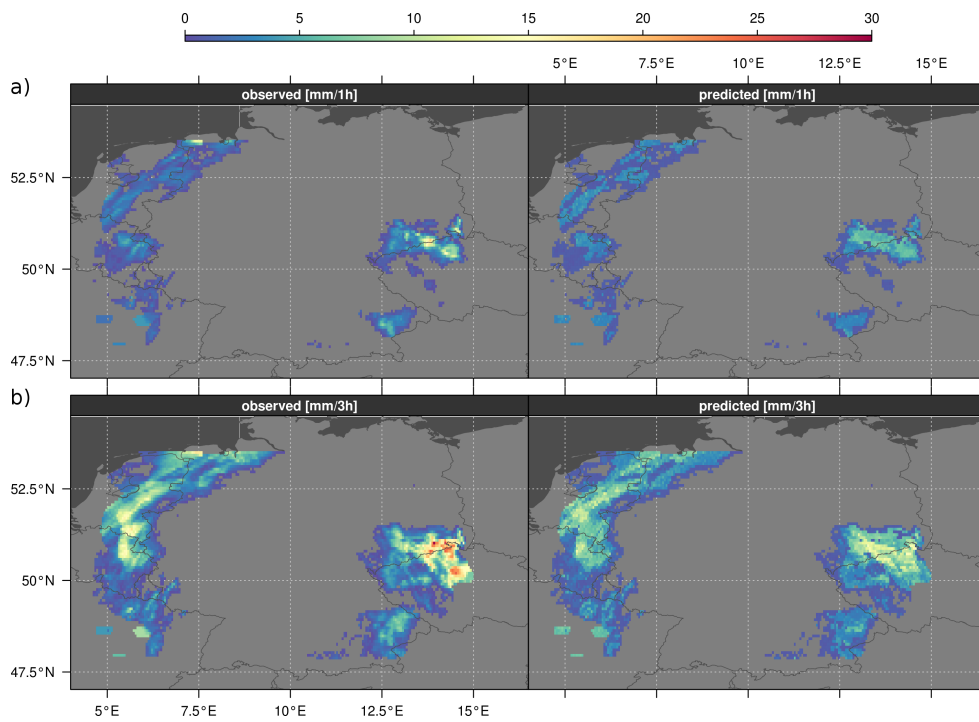 0 5 10 15 20 25 30
5°E 7.5°E 10°E 12.5°E 15°E
a)
observed [mm/1h] predicted [mm/1h]
52.5°N
50°N
47.5°N
b)
observed [mm/3h] predicted [mm/3h]
52.5°N
50°N
47.5°N
5°E 7.5°E 10°E 12.5°E 15°E